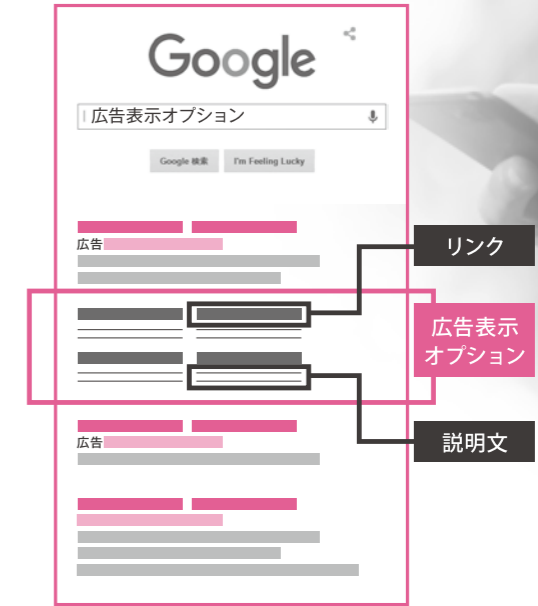 Google
広告表示オプション
Google 検索 I'm Feeling Lucky
広告
リンク
広告表示
オプション
説明文
広告